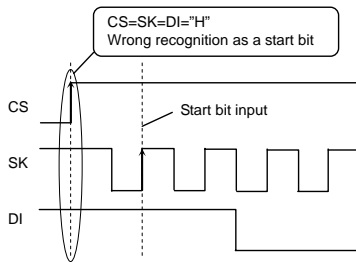 CS=SK=DI="H"
Wrong recognition as a start bit
CS
Start bit input
SK
DI